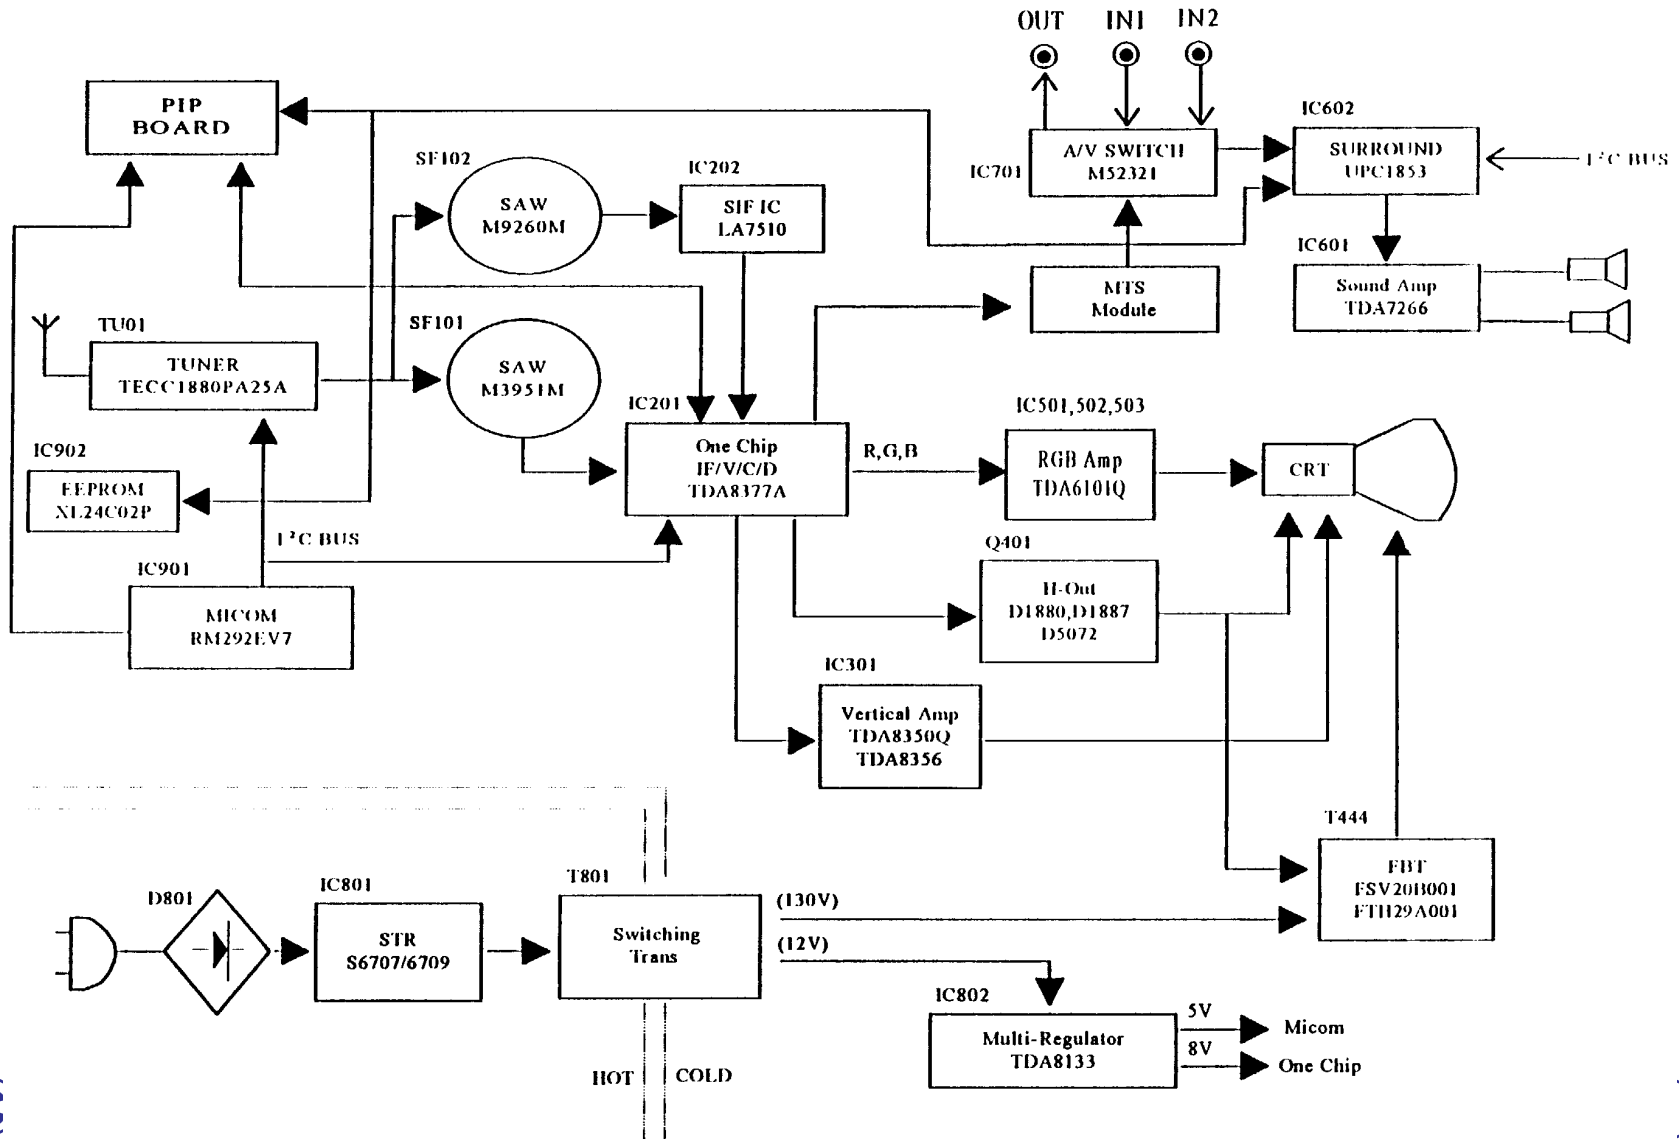 OUT IN1 IN2
PIP
BOARD
IC602
SF102
IC202
IC701
A/V SWITCH
M52321
SURROUND
UPC1853
I²C BUS
SAW
M9260M
SIF IC
LA7510
IC601
MTS
Module
Sound Amp
TDA7266
TU01
SF101
TUNER
TECC1880PA25A
SAW
M3951M
IC201
IC501,502,503
One Chip
IF/V/C/D
TDA8377A
R,G,B
RGB Amp
TDA6101Q
CRT
IC902
EEPROM
XL24C02P
I²C BUS
IC901
MICOM
RM292EV7
Q401
H-Out
D1880,D1887
D5072
IC301
Vertical Amp
TDA8350Q
TDA8356
T444
FBT
FSV20B001
FTH29A001
D801
IC801
STR
S6707/6709
T801
Switching
Trans
(130V)
(12V)
IC802
Multi-Regulator
TDA8133
5V
Micom
8V
One Chip
HOT
COLD